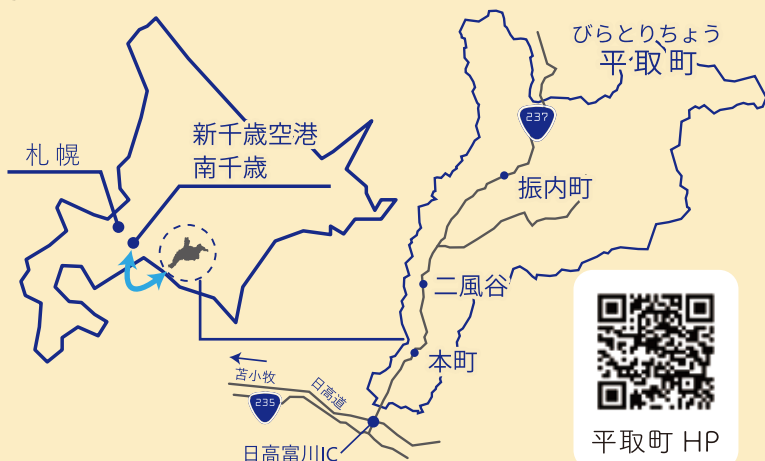 びらとりちょう
平取町
237
新千歳空港
南千歳
札幌
振内町
二風谷
本町
苫小牧
日高道
235
日高富川IC
平取町 HP